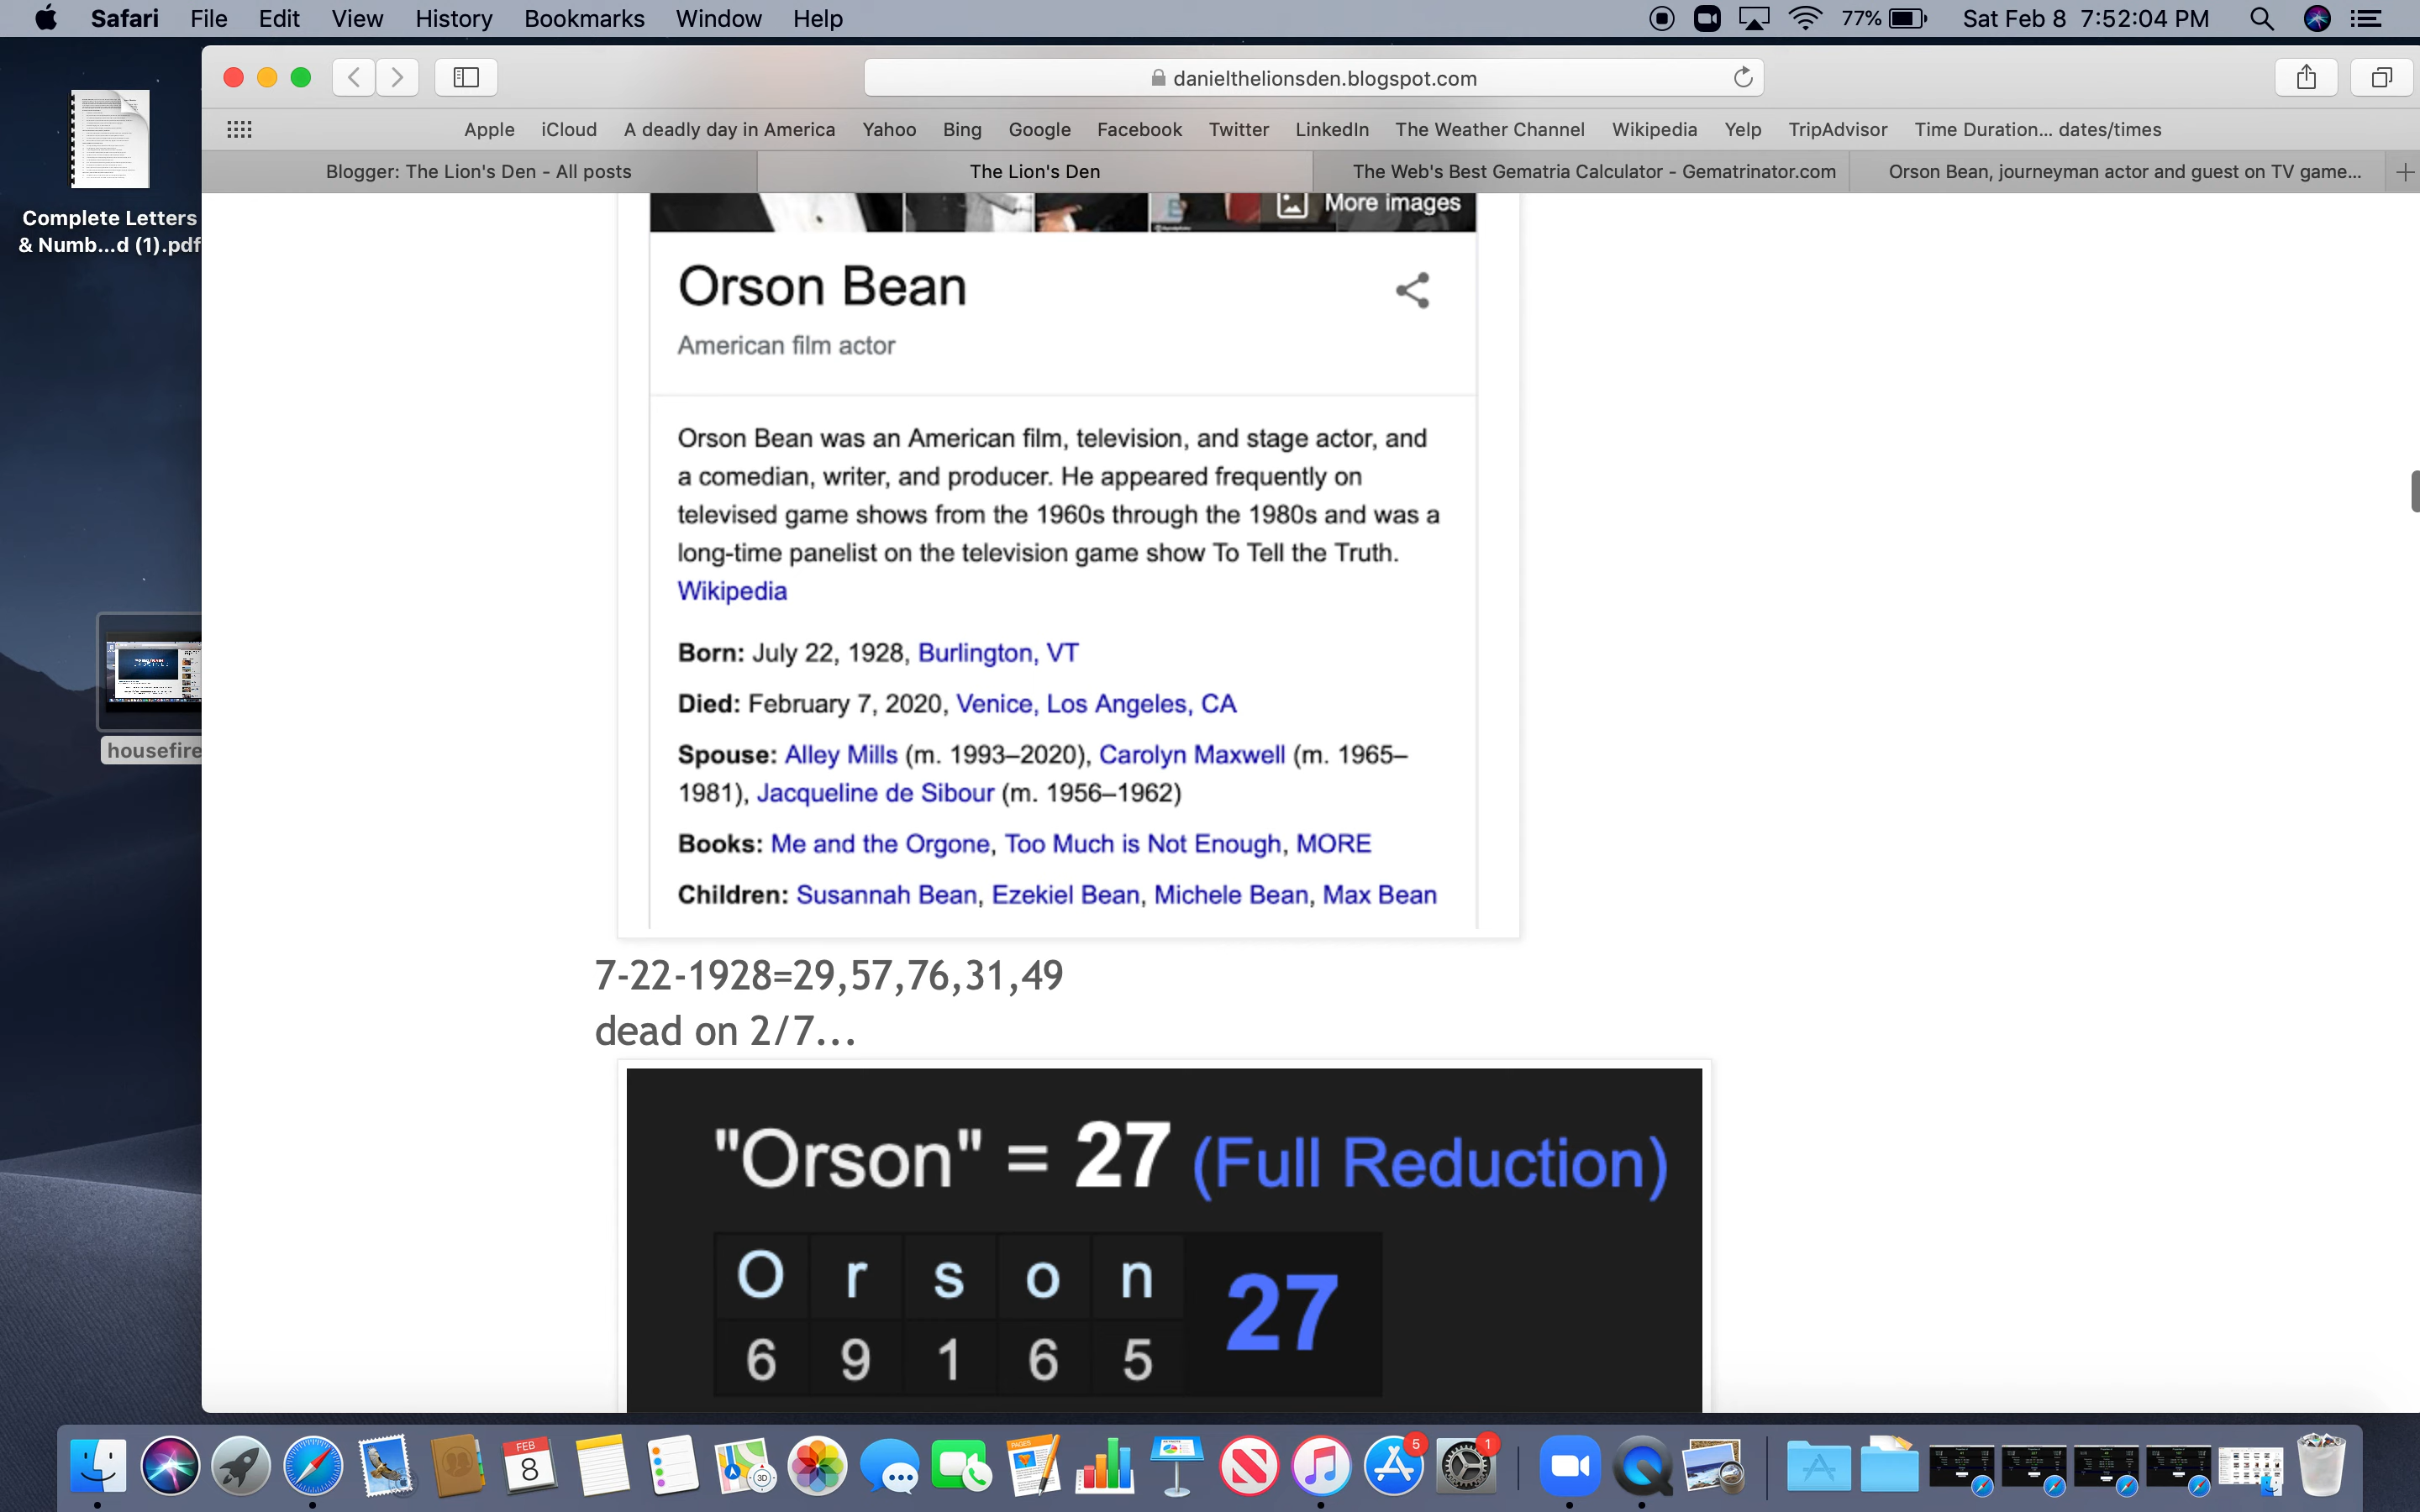 Safari File Edit View History Bookmarks Window Help 77% Sat Feb 8 7:52:04 PM
danielthelionsden.blogspot.com
Apple iCloud A deadly day in America Yahoo Bing Google Facebook Twitter LinkedIn The Weather Channel Wikipedia Yelp TripAdvisor Time Duration... dates/times
Blogger: The Lion's Den - All posts The Lion's Den The Web's Best Gematria Calculator - Gematrinator.com Orson Bean, journeyman actor and guest on TV game...
Complete Letters
& Numb...d (1).pdf
housefire
More images
Orson Bean
American film actor
Orson Bean was an American film, television, and stage actor, and
a comedian, writer, and producer. He appeared frequently on
televised game shows from the 1960s through the 1980s and was a
long-time panelist on the television game show To Tell the Truth.
Wikipedia
Born: July 22, 1928, Burlington, VT
Died: February 7, 2020, Venice, Los Angeles, CA
Spouse: Alley Mills (m. 1993–2020), Carolyn Maxwell (m. 1965–
1981), Jacqueline de Sibour (m. 1956–1962)
Books: Me and the Orgone, Too Much is Not Enough, MORE
Children: Susannah Bean, Ezekiel Bean, Michele Bean, Max Bean
7-22-1928=29,57,76,31,49
dead on 2/7...
"Orson" = 27 (Full Reduction)
O r s o n 27
6 9 1 6 5
FEB
8
3D
PAGES
5
1